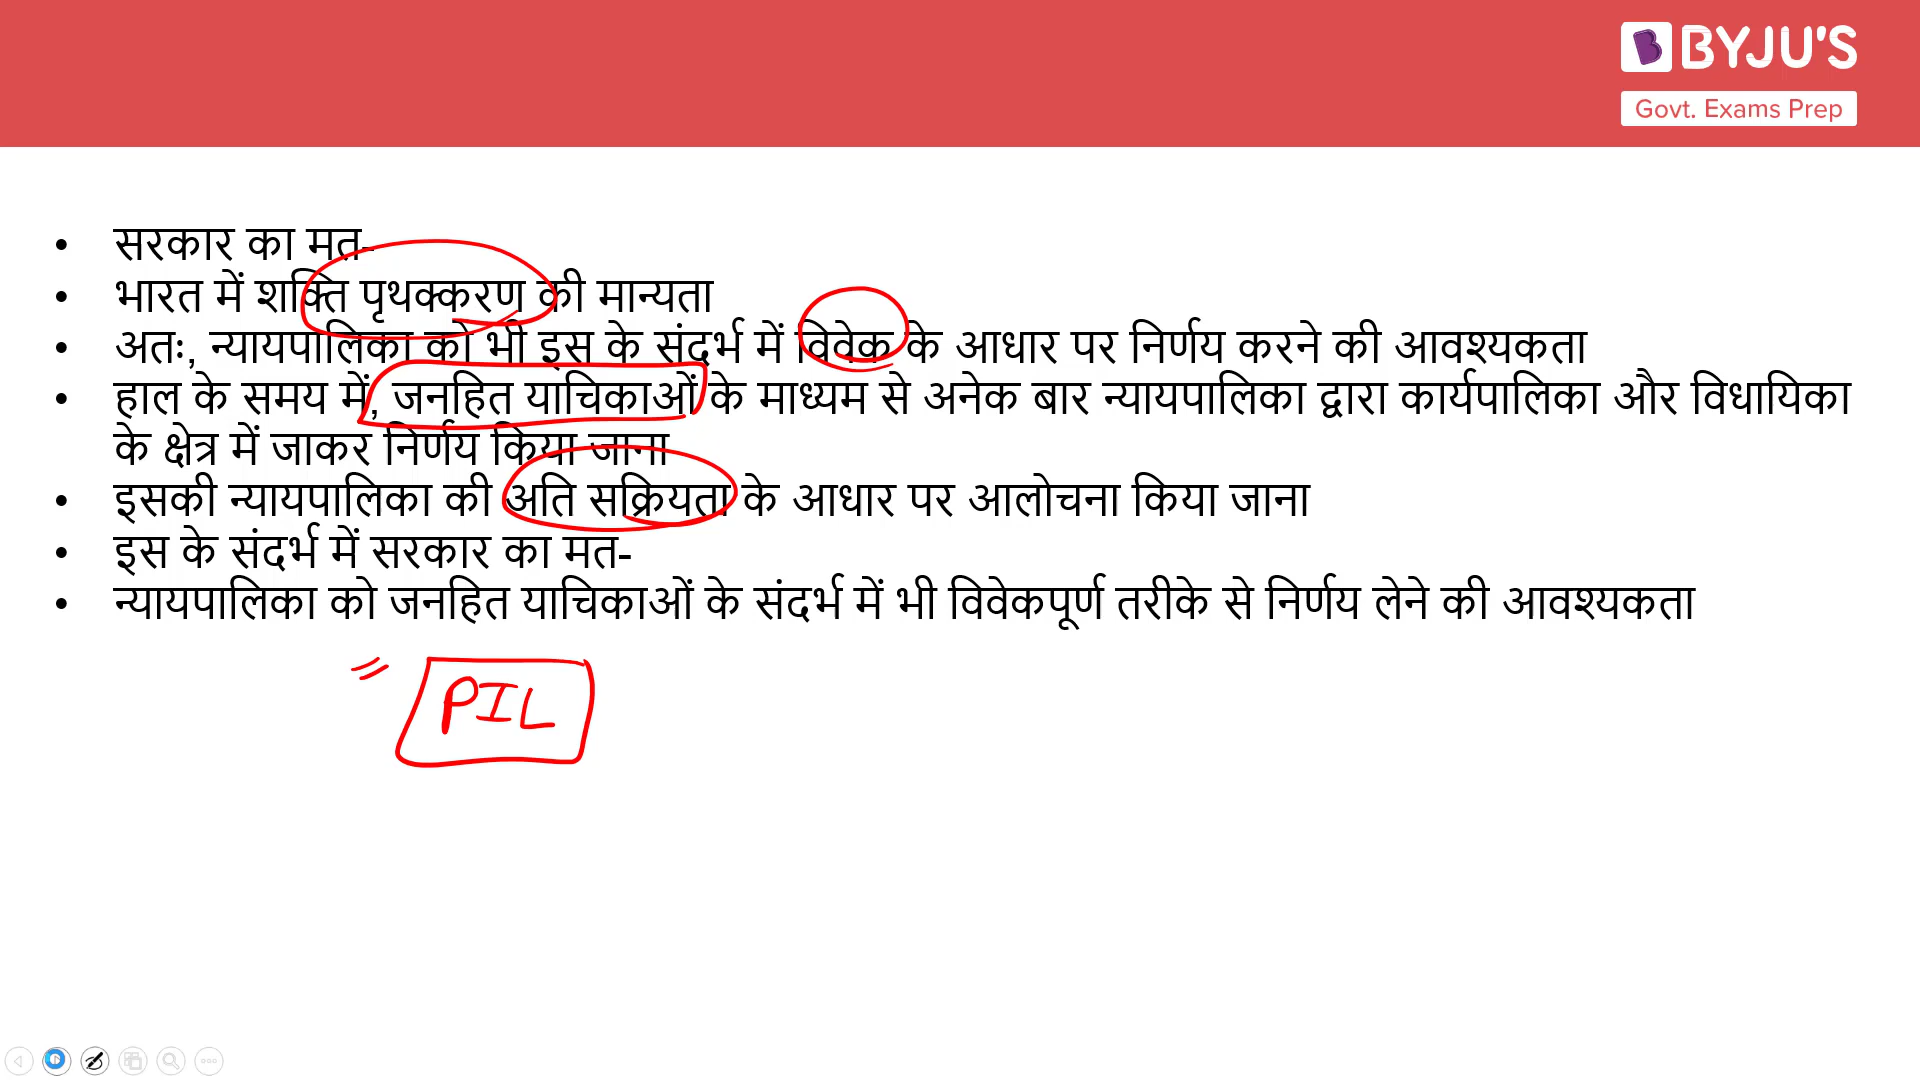 BYJU'S
Govt. Exams Prep
• सरकार का मत-
• भारत में शक्ति पृथक्करण की मान्यता
• अतः, न्यायपालिका को भी इस के संदर्भ में विवेक के आधार पर निर्णय करने की आवश्यकता
• हाल के समय में, जनहित याचिकाओं के माध्यम से अनेक बार न्यायपालिका द्वारा कार्यपालिका और विधायिका
के क्षेत्र में जाकर निर्णय किया जाना
• इसकी न्यायपालिका की अति सक्रियता के आधार पर आलोचना किया जाना
• इस के संदर्भ में सरकार का मत-
• न्यायपालिका को जनहित याचिकाओं के संदर्भ में भी विवेकपूर्ण तरीके से निर्णय लेने की आवश्यकता
PIL